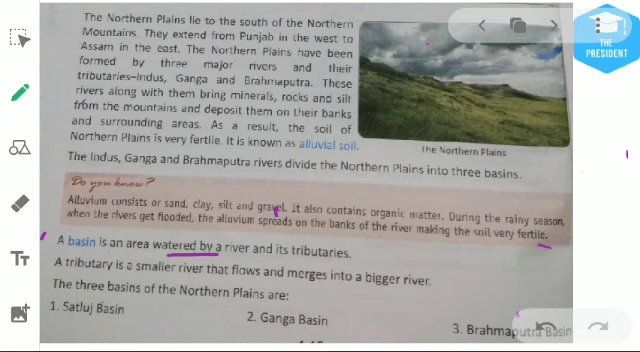 The Northern Plains lie to the south of the Northern
Mountains. They extend from Punjab in the west to
Assam in the east. The Northern Plains have been
formed by three major rivers and their
tributaries–Indus, Ganga and Brahmaputra. These
rivers along with them bring minerals, rocks and silt
from the mountains and deposit them on their banks
and surrounding areas. As a result, the soil of
Northern Plains is very fertile. It is known as alluvial soil.
The Northern Plains
The Indus, Ganga and Brahmaputra rivers divide the Northern Plains into three basins.
Do you know?
Alluvium consists or sand, clay, silt and gravel. It also contains organic matter. During the rainy season,
when the rivers get flooded, the alluvium spreads on the banks of the river making the soil very fertile.
A basin is an area watered by a river and its tributaries.
A tributary is a smaller river that flows and merges into a bigger river.
The three basins of the Northern Plains are:
1. Satluj Basin
2. Ganga Basin
3. Brahmaputra Basin
THE
PRESIDENT
TT